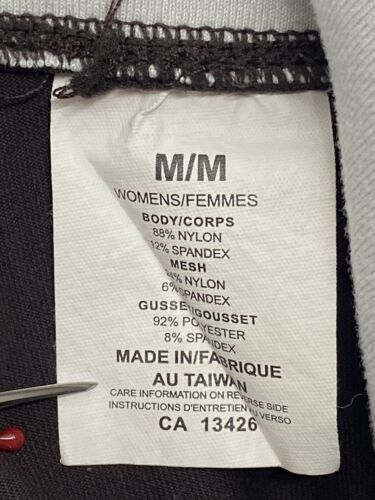 M/M
WOMENS/FEMMES
BODY/CORPS
88% NYLON
12% SPANDEX
MESH
NYLON
6% SPANDEX
GUSSET/GOUSSET
92% POLYESTER
8% SPANDEX
MADE IN/FABRIQUE
AU TAIWAN
CARE INFORMATION ON REVERSE SIDE
INSTRUCTIONS D'ENTRETIEN AU VERSO
CA 13426